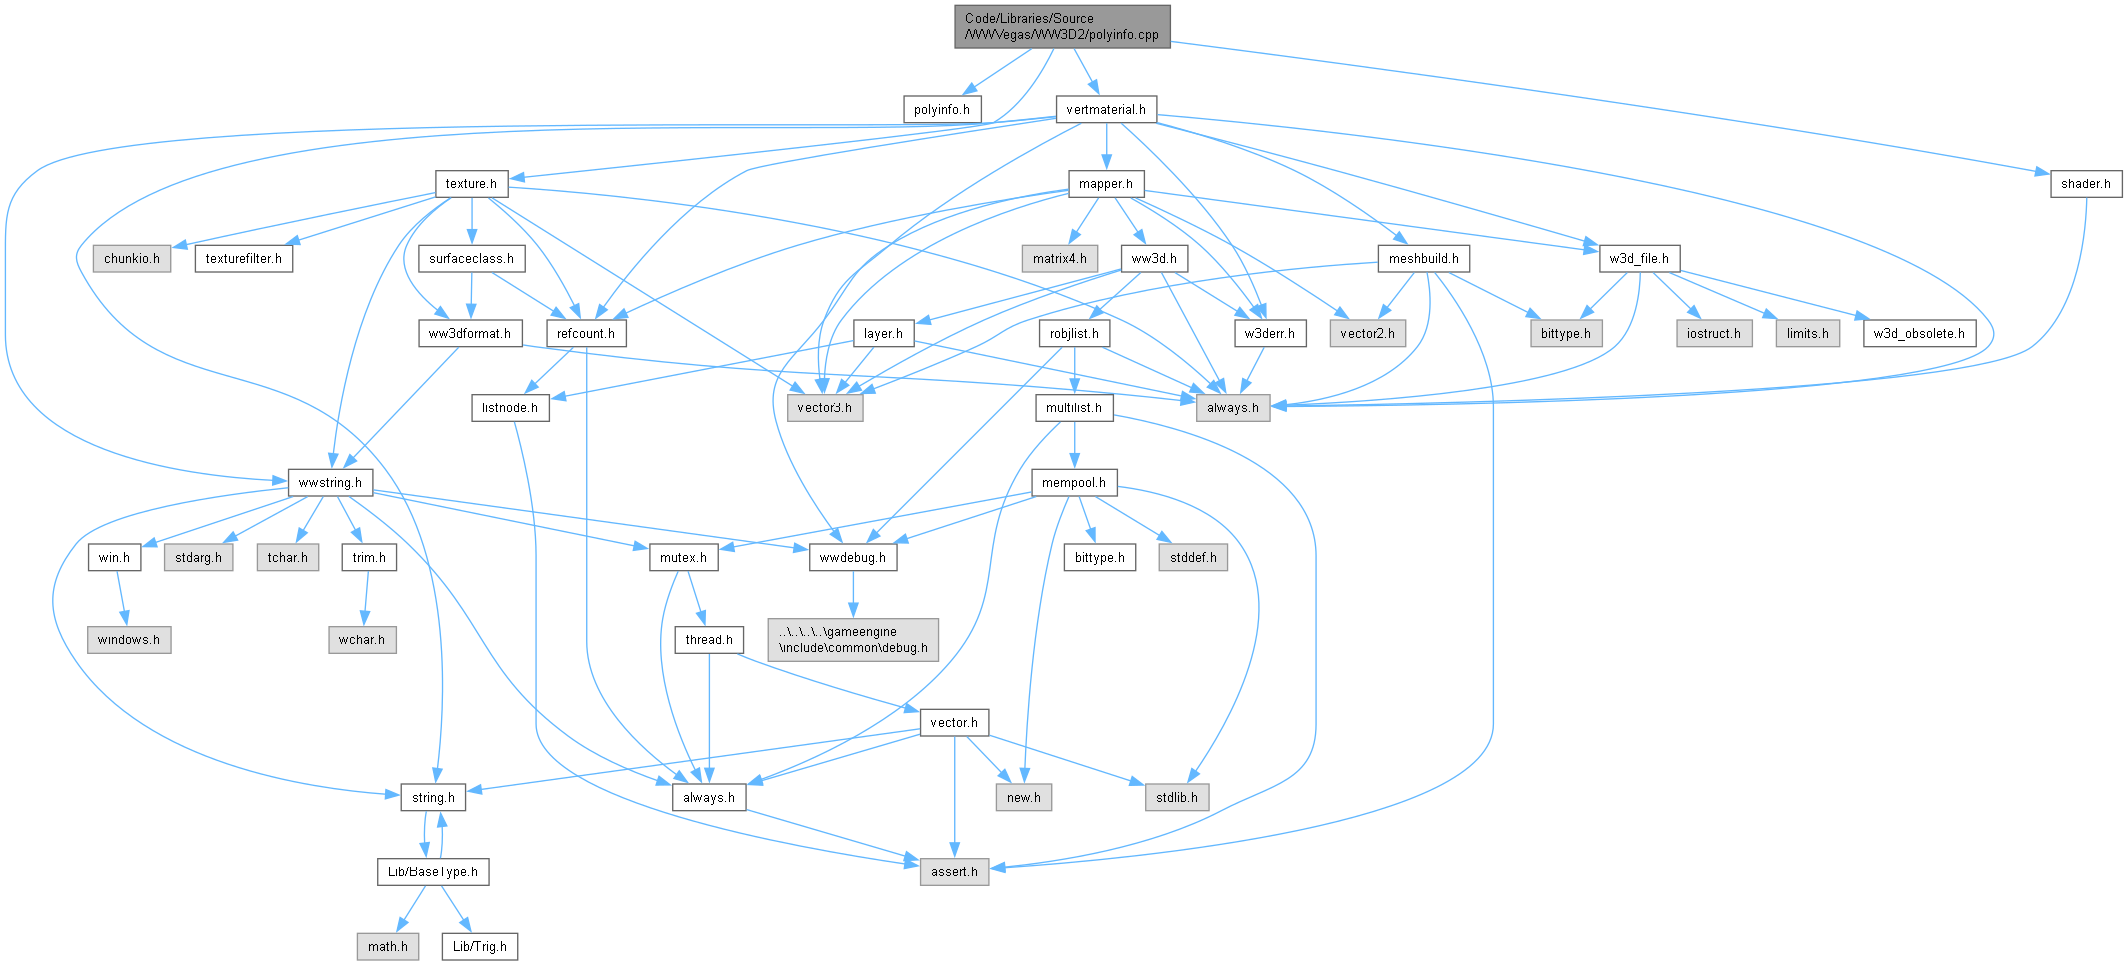 Code/Libraries/Source
/WWVegas/WW3D2/polyinfo.cpp
polyinfo.h
vertmaterial.h
texture.h
mapper.h
shader.h
chunkio.h
texturefilter.h
surfaceclass.h
matrix4.h
ww3d.h
meshbuild.h
w3d_file.h
ww3dformat.h
refcount.h
layer.h
robjlist.h
w3derr.h
vector2.h
bittype.h
iostruct.h
limits.h
w3d_obsolete.h
listnode.h
vector3.h
multilist.h
always.h
wwstring.h
mempool.h
win.h
stdarg.h
tchar.h
trim.h
mutex.h
wwdebug.h
bittype.h
stddef.h
windows.h
wchar.h
thread.h
..\..\..\..\gameengine
\include\common\debug.h
vector.h
string.h
always.h
new.h
stdlib.h
Lib/BaseType.h
assert.h
math.h
Lib/Trig.h